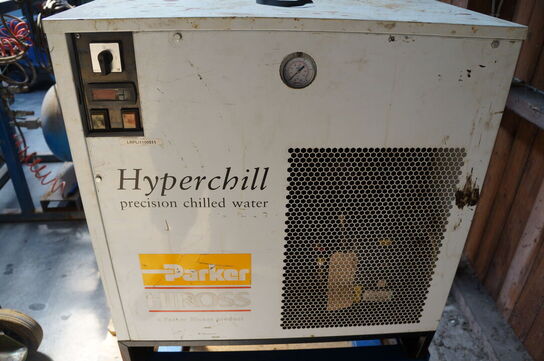 Hyperchill
precision chilled water
Parker
HIROSS
a Parker Hiross product